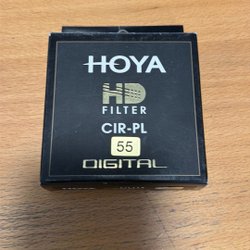 HOYA
HD
FILTER
CIR-PL
55
DIGITAL